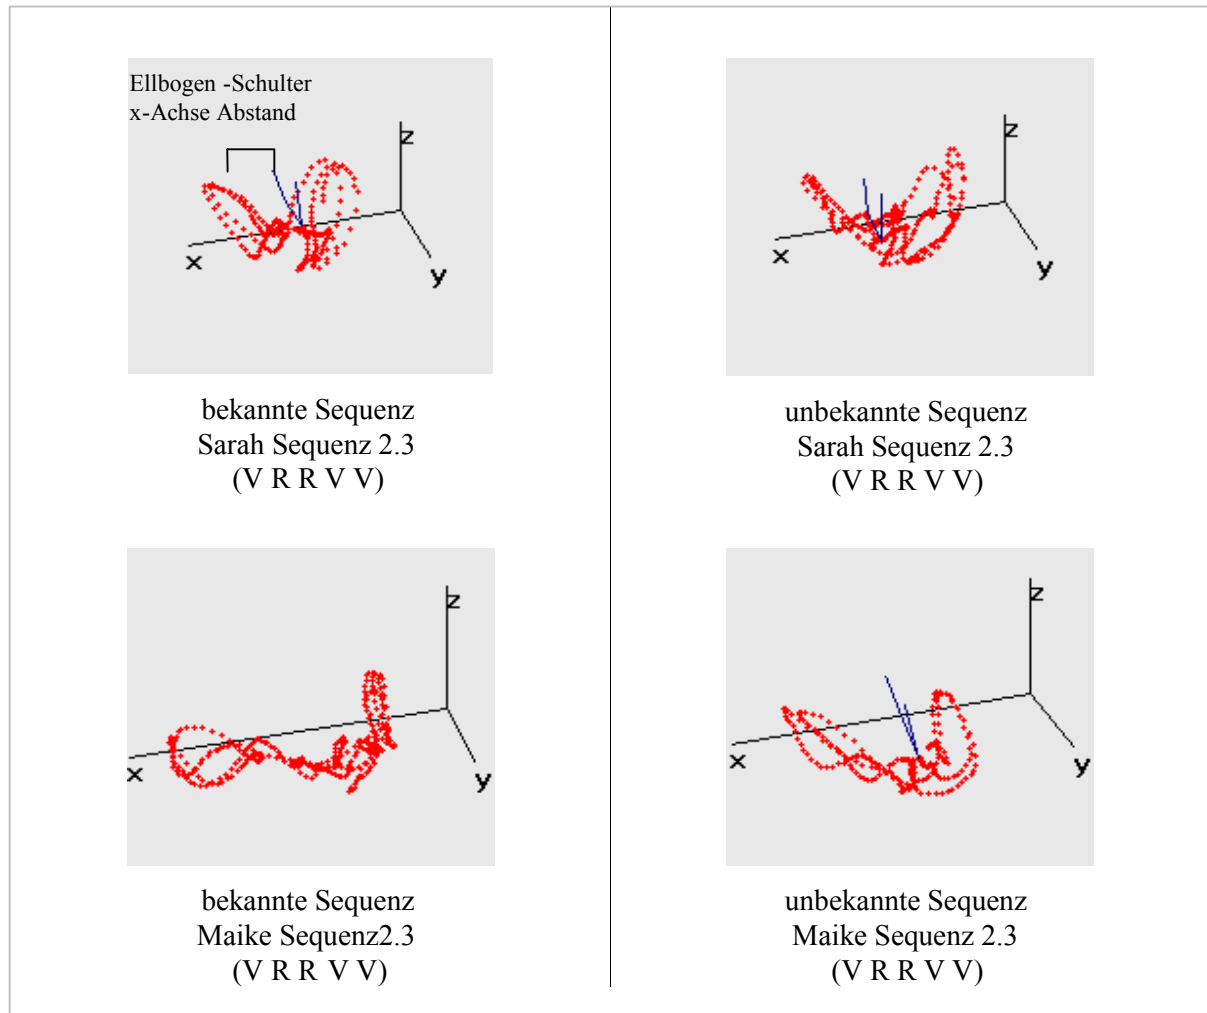 Ellbogen -Schulter
x-Achse Abstand
z
x
y
bekannte Sequenz
Sarah Sequenz 2.3
(V R R V V)
z
x
y
unbekannte Sequenz
Sarah Sequenz 2.3
(V R R V V)
z
x
y
bekannte Sequenz
Maike Sequenz2.3
(V R R V V)
z
x
y
unbekannte Sequenz
Maike Sequenz 2.3
(V R R V V)